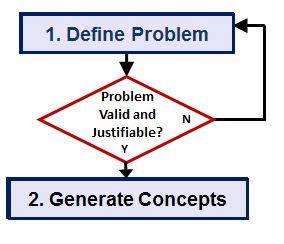 1. Define Problem
Problem
Valid and
Justifiable?
N
Y
2. Generate Concepts